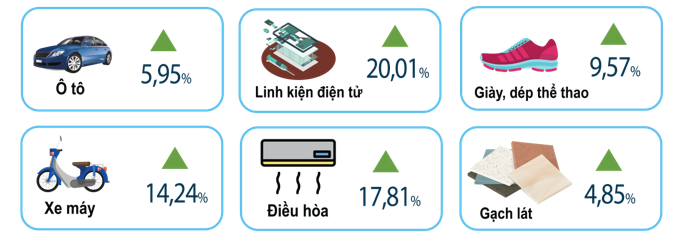 Ô tô
5,95%
Linh kiện điện tử
20,01%
Giày, dép thể thao
9,57%
Xe máy
14,24%
Điều hòa
17,81%
Gạch lát
4,85%